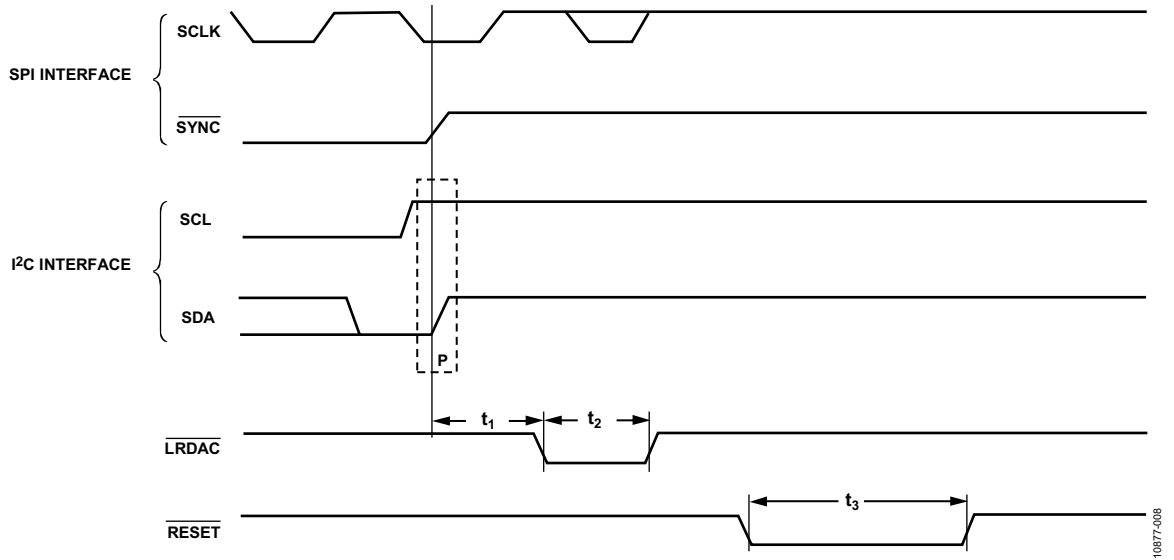 SCLK
SPI INTERFACE
SYNC
SCL
I²C INTERFACE
SDA
P
t₁
t₂
LRDAC
t₃
RESET
10877-008